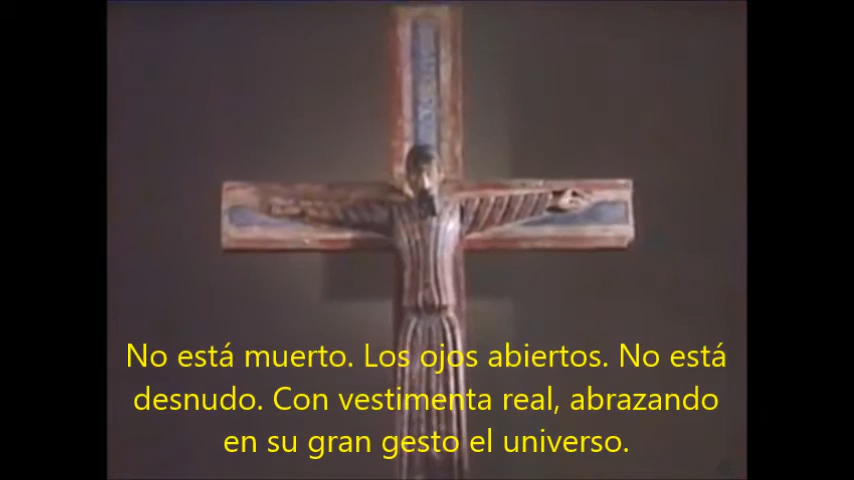 No está muerto. Los ojos abiertos. No está
desnudo. Con vestimenta real, abrazando
en su gran gesto el universo.